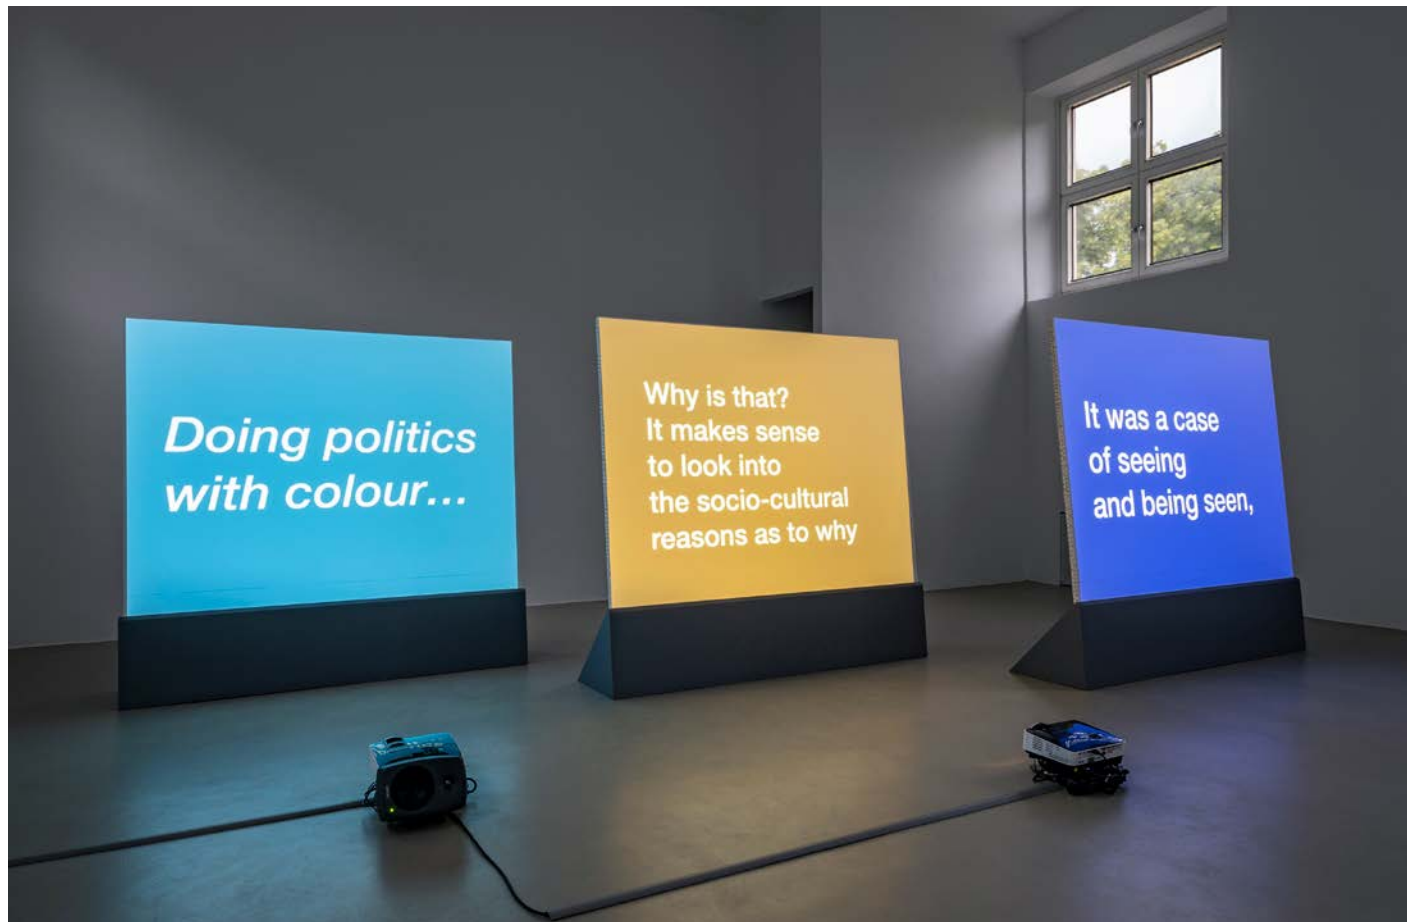 Doing politics
with colour...
Why is that?
It makes sense
to look into
the socio-cultural
reasons as to why
It was a case
of seeing
and being seen,